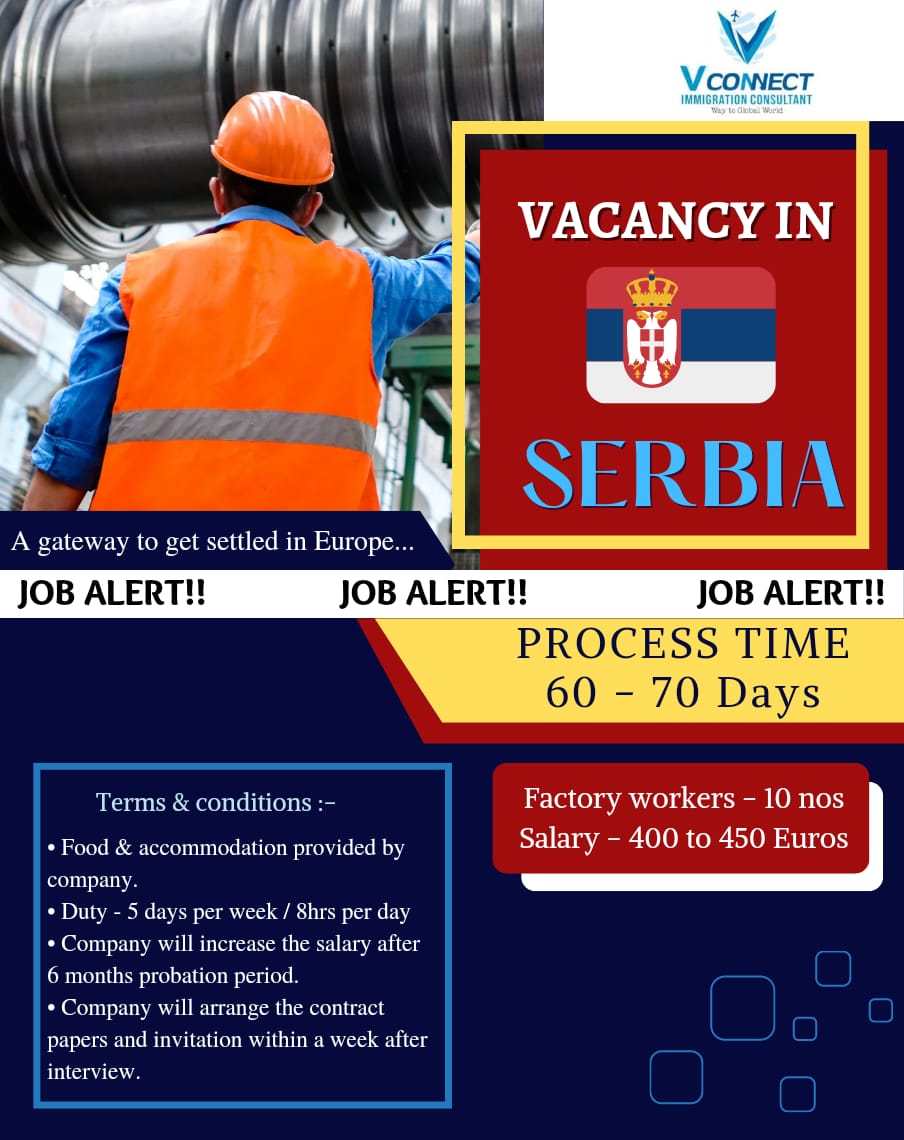 V CONNECT
IMMIGRATION CONSULTANT
Way to Global World
VACANCY IN
SERBIA
A gateway to get settled in Europe...
JOB ALERT!! JOB ALERT!! JOB ALERT!!
PROCESS TIME
60 - 70 Days
Terms & conditions :-
• Food & accommodation provided by
company.
• Duty - 5 days per week / 8hrs per day
• Company will increase the salary after
6 months probation period.
• Company will arrange the contract
papers and invitation within a week after
interview.
Factory workers - 10 nos
Salary - 400 to 450 Euros